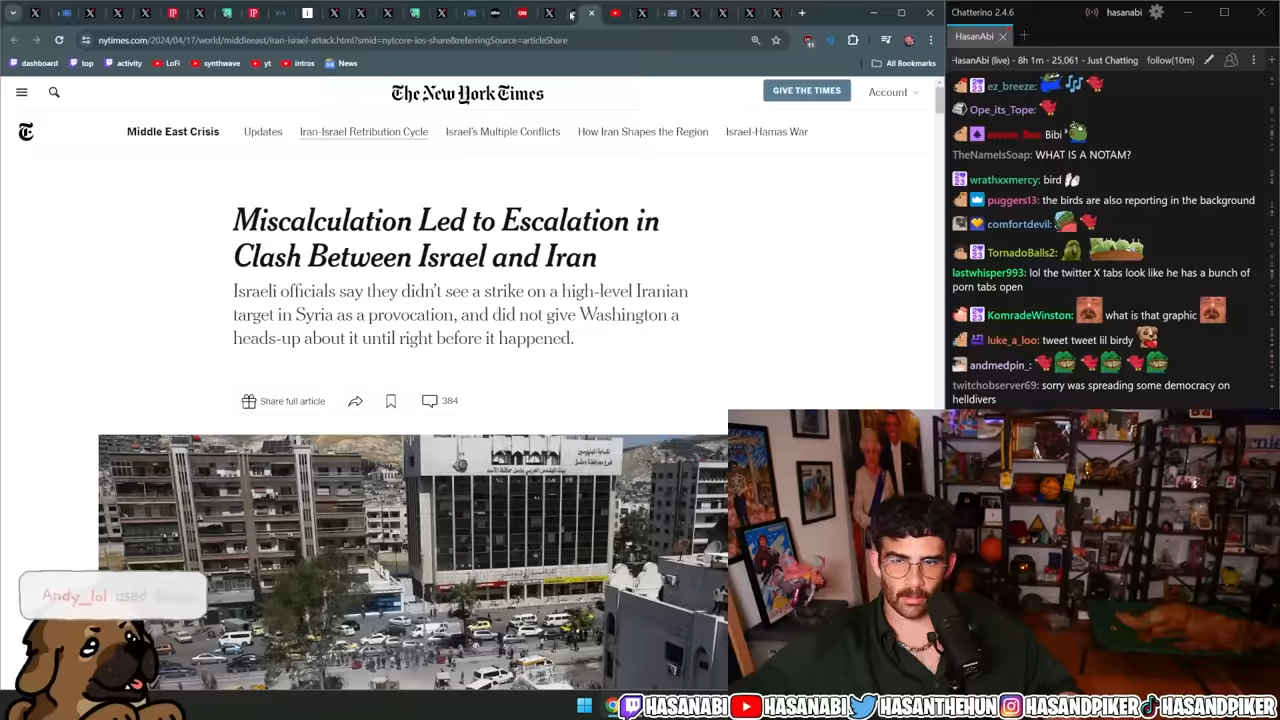 nytimes.com/2024/04/17/world/middleeast/iran-israel-attack.html?smid=nytcore-ios-share&referringSource=articleShare
dashboard top activity LoFi synthwave yt intros News
All Bookmarks
The New York Times
GIVE THE TIMES
Account
Middle East Crisis
Updates
Iran-Israel Retribution Cycle
Israel's Multiple Conflicts
How Iran Shapes the Region
Israel-Hamas War
Miscalculation Led to Escalation in
Clash Between Israel and Iran
Israeli officials say they didn't see a strike on a high-level Iranian
target in Syria as a provocation, and did not give Washington a
heads-up about it until right before it happened.
Share full article
384
Andy_lol used
Chatterino 2.4.6
hasanabi
HasanAbi
HasanAbi (live) - 8h 1m - 25,061 - Just Chatting
follow(10m)
ez_breeze:
Ope_its_Tope:
Bibi
TheNameIsSoap: WHAT IS A NOTAM?
wrathxxmercy: bird
puggers13: the birds are also reporting in the background
comfortdevil:
TornadoBalls2:
lastwhisper993: lol the twitter X tabs look like he has a bunch of
porn tabs open
KomradeWinston: what is that graphic
luke_a_loo: tweet tweet lil birdy
andmedpin_:
twitchobserver69: sorry was spreading some democracy on
helldivers
HASANABI HASANABI HASANTHEHUN HASANDPIKER HASANDPIKER